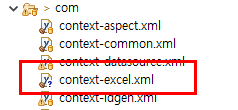 com
context-aspect.xml
context-common.xml
context-datasource.xml
context-excel.xml
context-idgen.xml